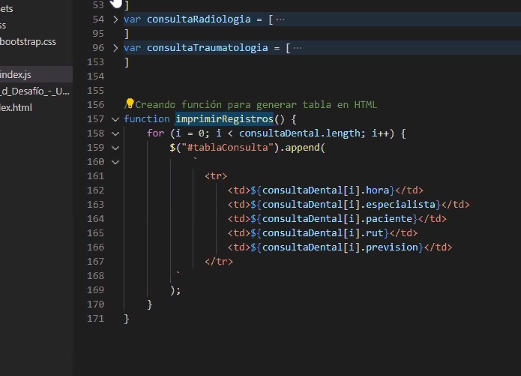 ets
ss
bootstrap.css
index.js
_d_Desafío_-_U...
dex.html
53 ]
54 > var consultaRadiologia = [ ...
95 ]
96 > var consultaTraumatologia = [ ...
153 ]
154
155
156 /Creando función para generar tabla en HTML
157 function imprimirRegistros() {
158 for (i = 0; i < consultaDental.length; i++) {
159 $("#tablaConsulta").append(
160 `
161 <tr>
162 <td>${consultaDental[i].hora}</td>
163 <td>${consultaDental[i].especialista}</td>
164 <td>${consultaDental[i].paciente}</td>
165 <td>${consultaDental[i].rut}</td>
166 <td>${consultaDental[i].prevision}</td>
167 </tr>
168 `
169 );
170 }
171 }